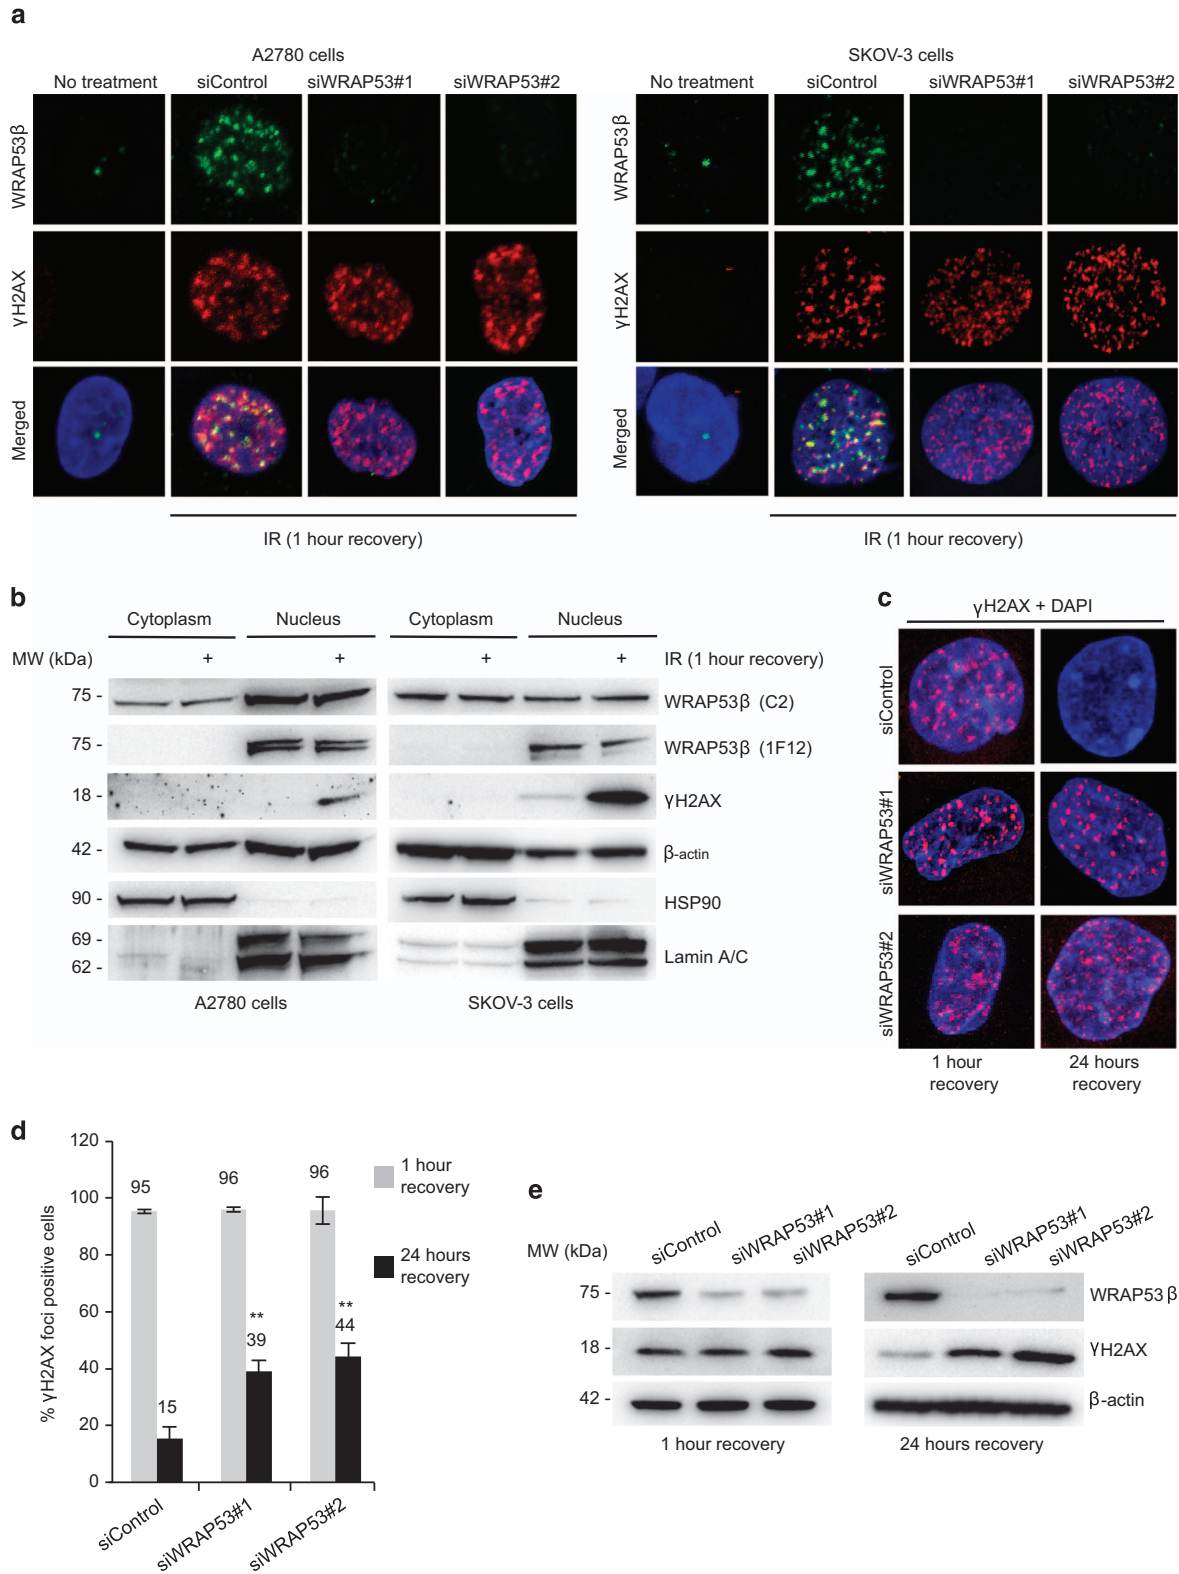 a
A2780 cells
SKOV-3 cells
No treatment siControl siWRAP53#1 siWRAP53#2
No treatment siControl siWRAP53#1 siWRAP53#2
WRAP53β
γH2AX
Merged
WRAP53β
γH2AX
Merged
IR (1 hour recovery)
IR (1 hour recovery)
b
Cytoplasm Nucleus Cytoplasm Nucleus
MW (kDa) + + + + IR (1 hour recovery)
75 - WRAP53β (C2)
75 - WRAP53β (1F12)
18 - γH2AX
42 - β-actin
90 - HSP90
69 -
62 - Lamin A/C
A2780 cells SKOV-3 cells
c
γH2AX + DAPI
siControl
siWRAP53#1
siWRAP53#2
1 hour recovery
24 hours recovery
d
% γH2AX foci positive cells
120
100
80
60
40
20
0
95
15
96
**
39
96
**
44
1 hour recovery
24 hours recovery
siControl
siWRAP53#1
siWRAP53#2
e
MW (kDa) siControl siWRAP53#1 siWRAP53#2 siControl siWRAP53#1 siWRAP53#2
75 - WRAP53β
18 - γH2AX
42 - β-actin
1 hour recovery 24 hours recovery